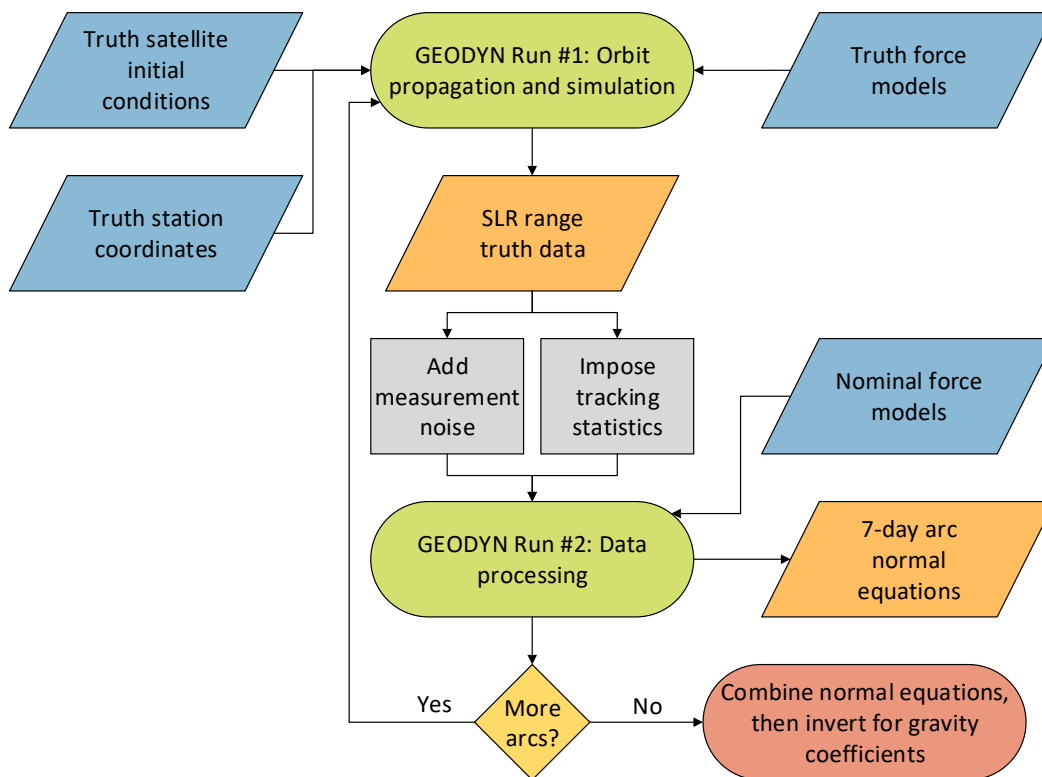 Truth satellite
initial
conditions
GEODYN Run #1: Orbit
propagation and simulation
Truth force
models
Truth station
coordinates
SLR range
truth data
Add
measurement
noise
Impose
tracking
statistics
Nominal force
models
GEODYN Run #2: Data
processing
7-day arc
normal
equations
Yes
More
arcs?
No
Combine normal equations,
then invert for gravity
coefficients